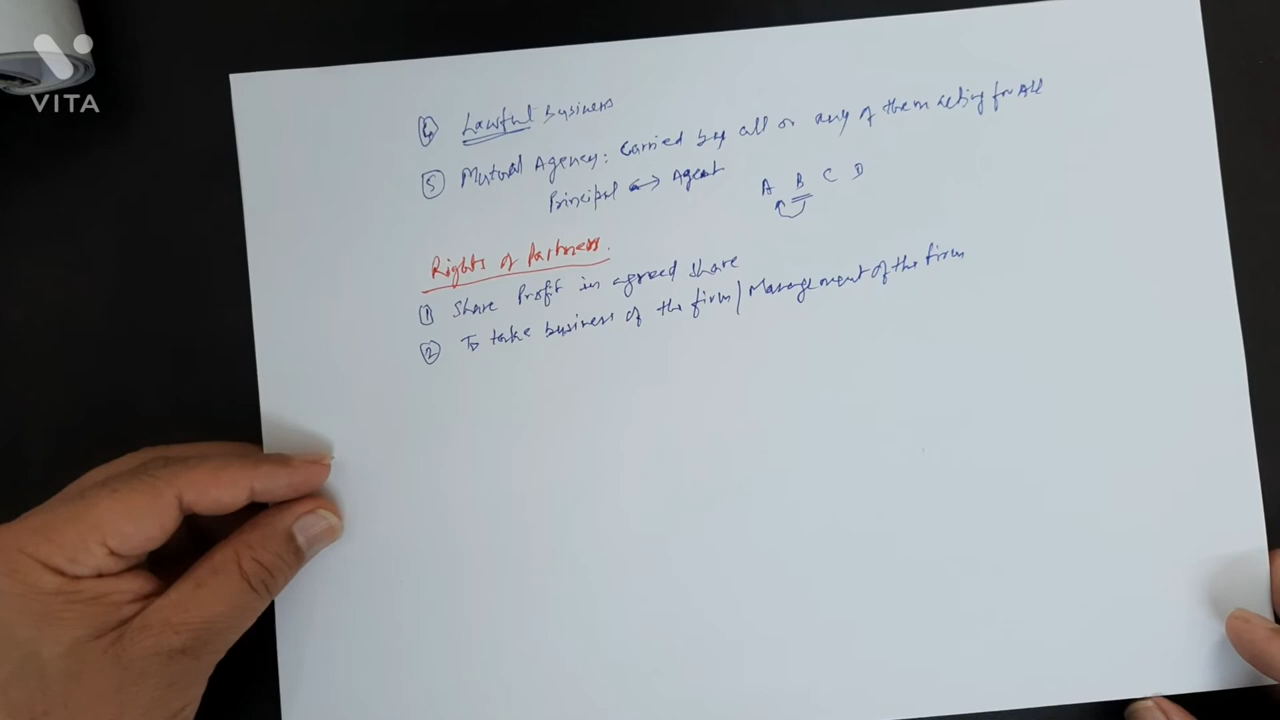 VITA
④ Lawful Business
⑤ Mutual Agency: Carried by all or any of them acting for All
Principal ↔ Agent
A B C D
Rights of Partners.
① Share Profit in agreed share
② To take business of the firm / Management of the firm